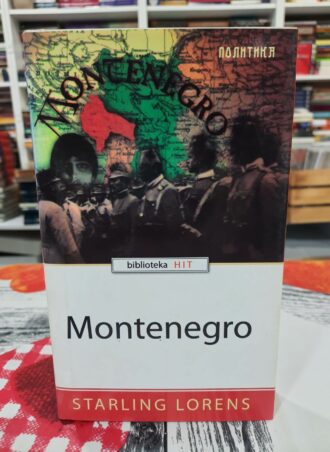 ПОЛИТИКА
MONTENEGRO
biblioteka HIT
Montenegro
STARLING LORENS